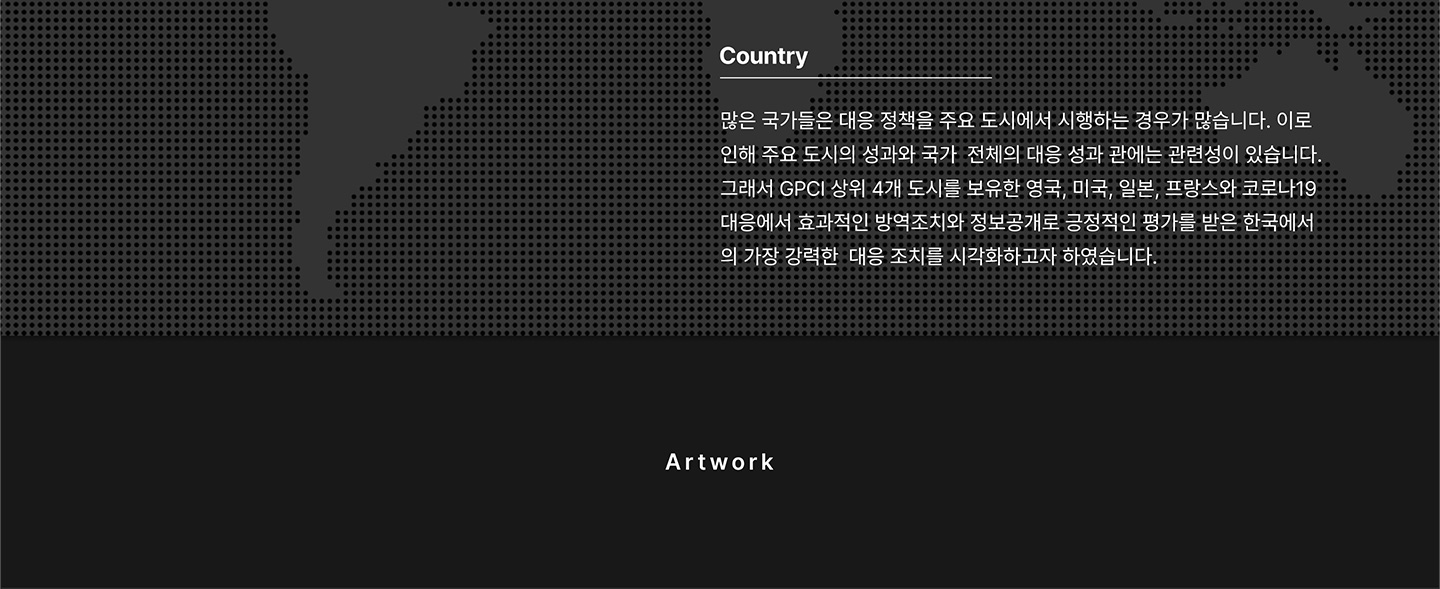 Country
많은 국가들은 대응 정책을 주요 도시에서 시행하는 경우가 많습니다. 이로
인해 주요 도시의 성과와 국가  전체의 대응 성과 관에는 관련성이 있습니다.
그래서 GPCI 상위 4개 도시를 보유한 영국, 미국, 일본, 프랑스와 코로나19
대응에서 효과적인 방역조치와 정보공개로 긍정적인 평가를 받은 한국에서
의 가장 강력한  대응 조치를 시각화하고자 하였습니다.
Artwork